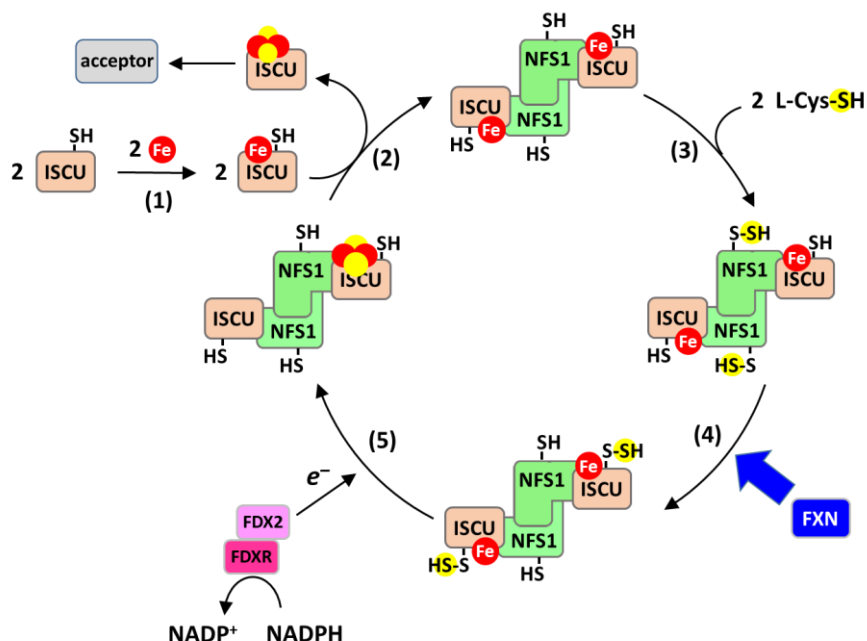 acceptor
ISCU
2
SH
ISCU
2 Fe
(1)
2
Fe
SH
ISCU
(2)
SH
NFS1
Fe
SH
ISCU
ISCU
Fe
NFS1
HS
HS
(3)
2 L-Cys-SH
S-SH
NFS1
Fe
SH
ISCU
ISCU
Fe
NFS1
HS
HS-S
(4)
FXN
SH
NFS1
Fe
S-SH
ISCU
ISCU
Fe
NFS1
HS-S
HS
(5)
e–
FDX2
FDXR
NADP+ NADPH
SH
NFS1
SH
ISCU
ISCU
NFS1
HS
HS